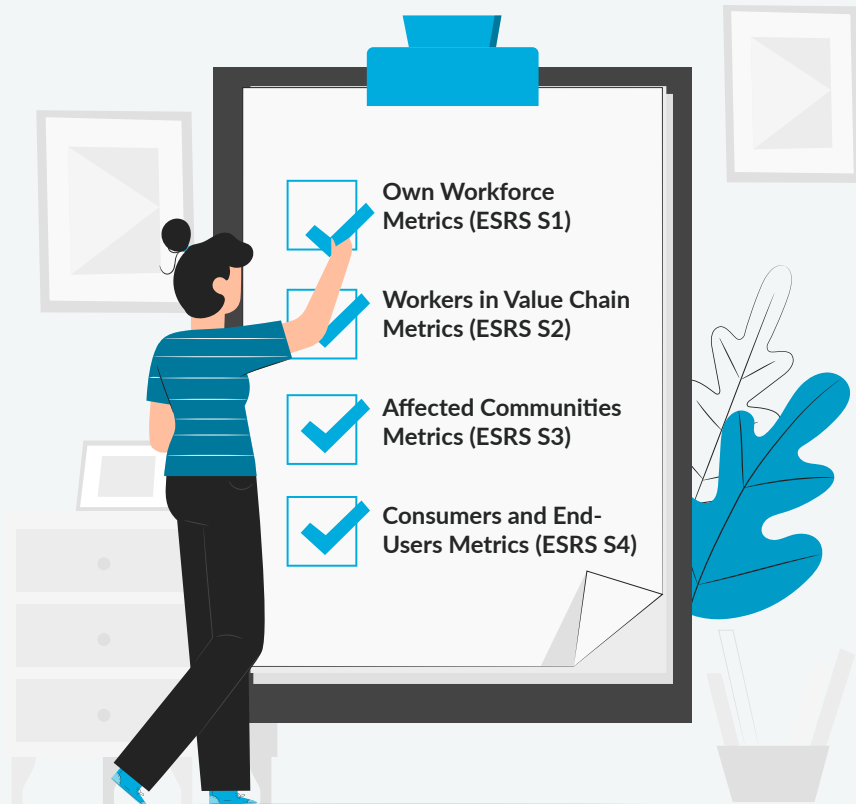 Own Workforce
Metrics (ESRS S1)
Workers in Value Chain
Metrics (ESRS S2)
Affected Communities
Metrics (ESRS S3)
Consumers and End-
Users Metrics (ESRS S4)